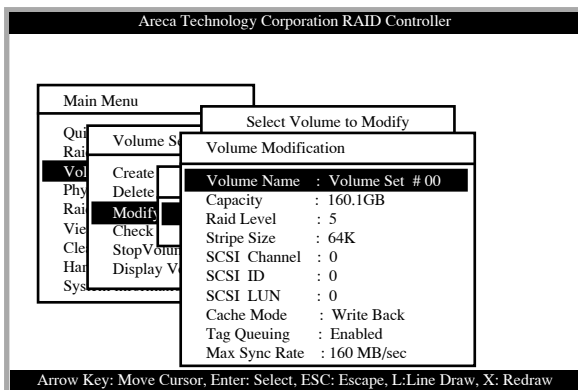 Areca Technology Corporation RAID Controller
Main Menu
Select Volume to Modify
Volume
Volume Modification
Create
Volume Name : Volume Set # 00
Delete
Capacity : 160.1GB
Modify
Raid Level : 5
Check
Stripe Size : 64K
SCSI Channel : 0
Display
SCSI ID : 0
SCSI LUN : 0
Cache Mode : Write Back
Tag Queuing : Enabled
Max Sync Rate : 160 MB/sec
Arrow Key: Move Cursor, Enter: Select, ESC: Escape, L:Line Draw, X: Redraw